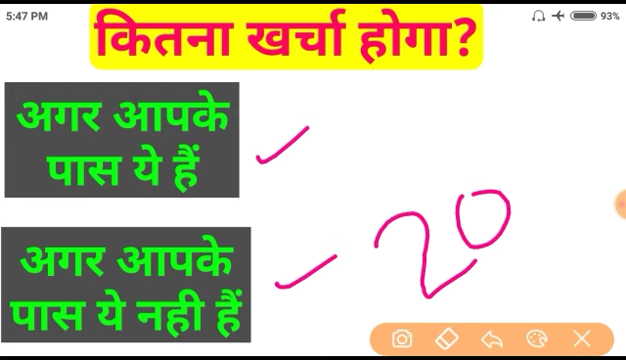 5:47 PM
93%
कितना खर्चा होगा?
अगर आपके
पास ये हैं
20
अगर आपके
पास ये नही हैं